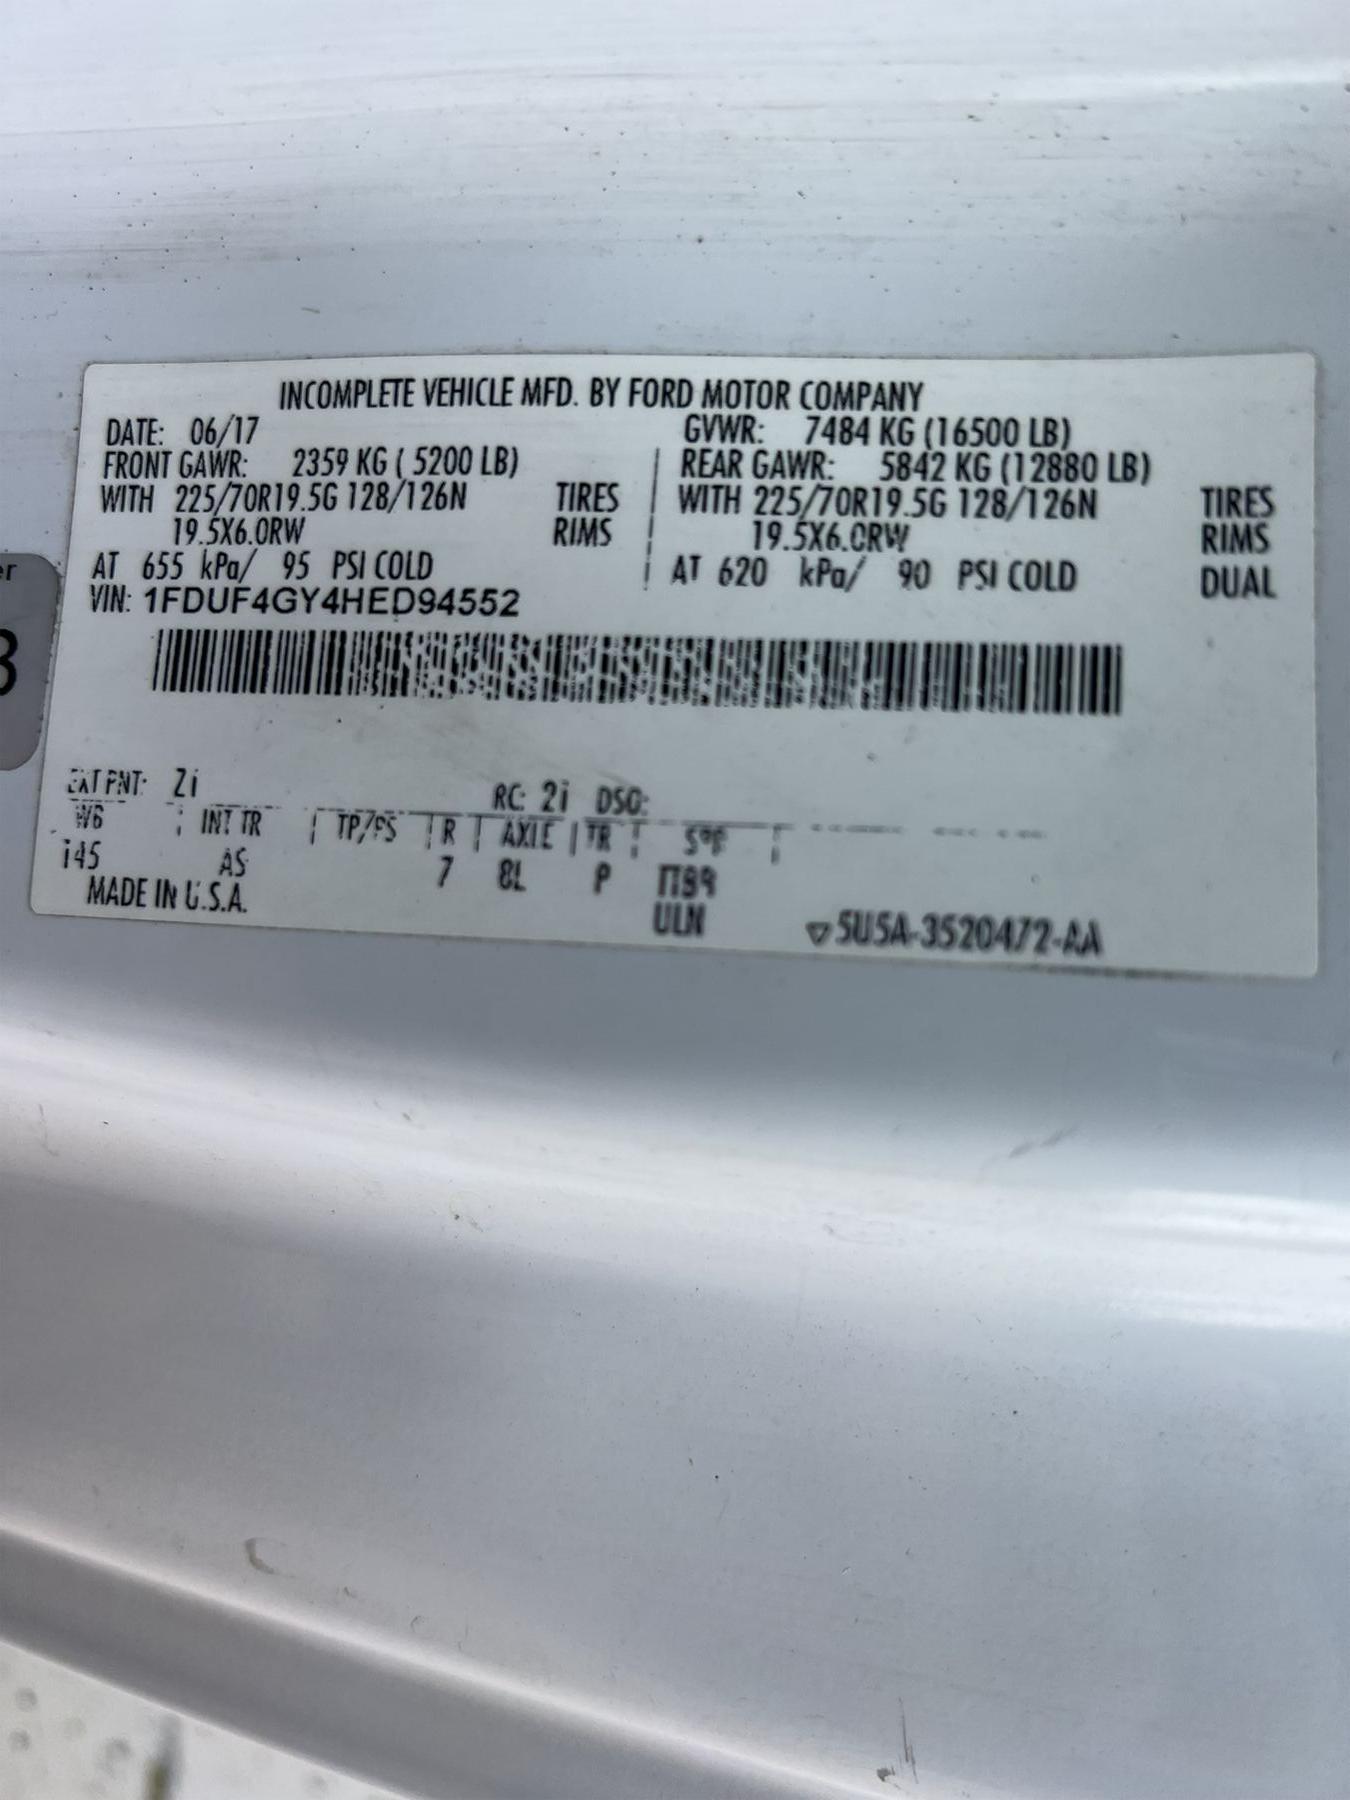 INCOMPLETE VEHICLE MFD. BY FORD MOTOR COMPANY
DATE: 06/17 GVWR: 7484 KG (16500 LB)
FRONT GAWR: 2359 KG ( 5200 LB) REAR GAWR: 5842 KG (12880 LB)
WITH 225/70R19.5G 128/126N TIRES WITH 225/70R19.5G 128/126N TIRES
19.5X6.0RW RIMS 19.5X6.0RW RIMS
AT 655 kPa/ 95 PSI COLD AT 620 kPa/ 90 PSI COLD DUAL
VIN: 1FDUF4GY4HED94552
EXT PNT: RC: DSO:
WB INT TR TP/PS R AXLE TR SPR
AS 7 8L P
MADE IN U.S.A. ULN
5U5A-3520472-AA